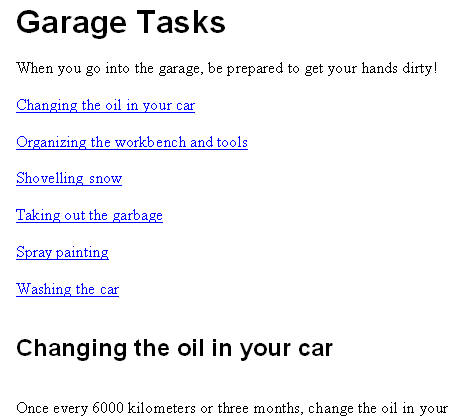 Garage Tasks
When you go into the garage, be prepared to get your hands dirty!
Changing the oil in your car
Organizing the workbench and tools
Shovelling snow
Taking out the garbage
Spray painting
Washing the car
Changing the oil in your car
Once every 6000 kilometers or three months, change the oil in your